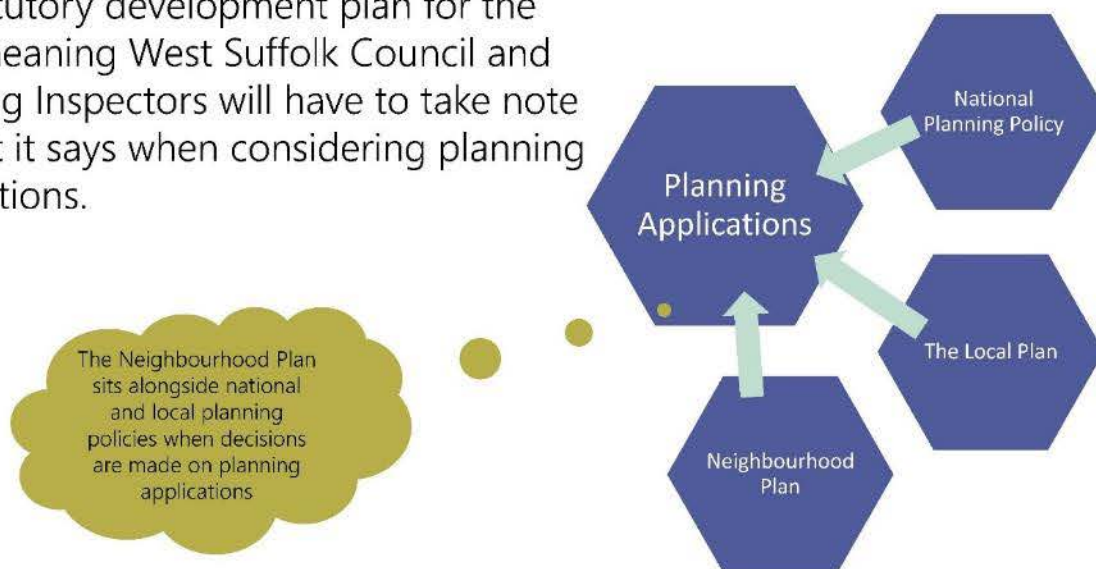 tutory development plan for the
eaning West Suffolk Council and
g Inspectors will have to take note
t it says when considering planning
tions.
National
Planning Policy
Planning
Applications
The Local Plan
The Neighbourhood Plan
sits alongside national
and local planning
policies when decisions
are made on planning
applications
Neighbourhood
Plan